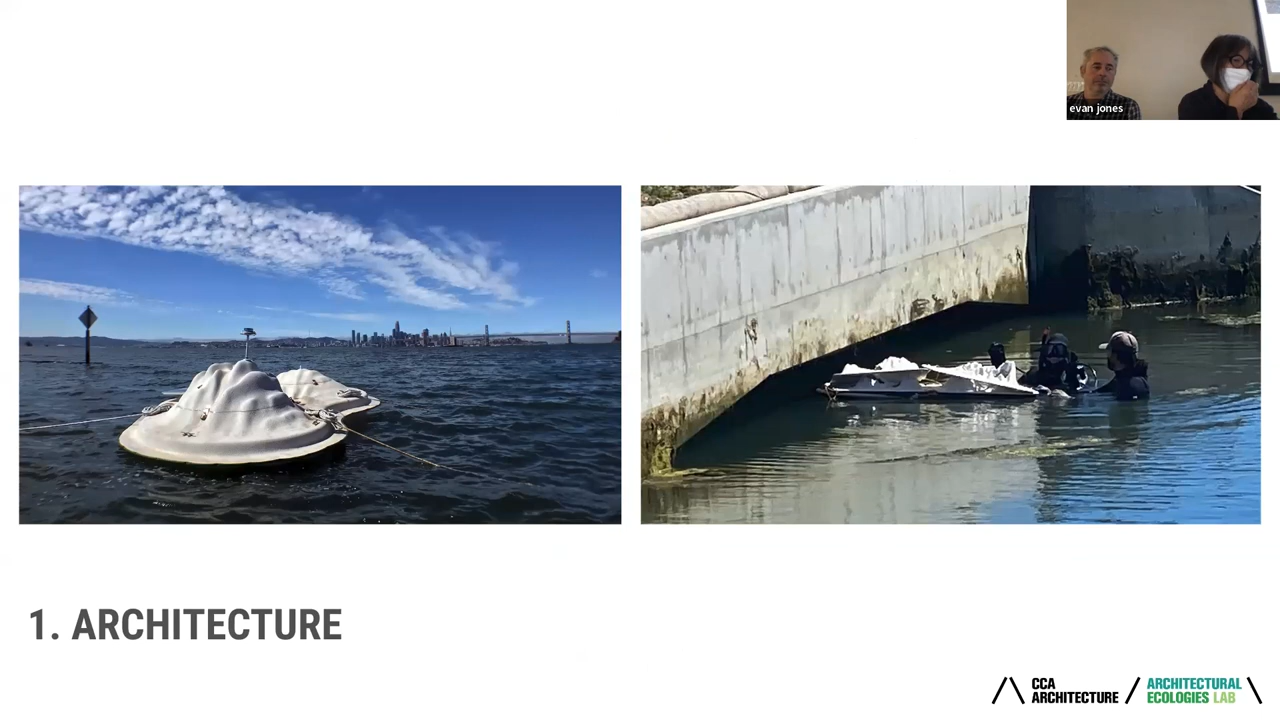 evan jones
1. ARCHITECTURE
CCA
ARCHITECTURE
ARCHITECTURAL
ECOLOGIES LAB